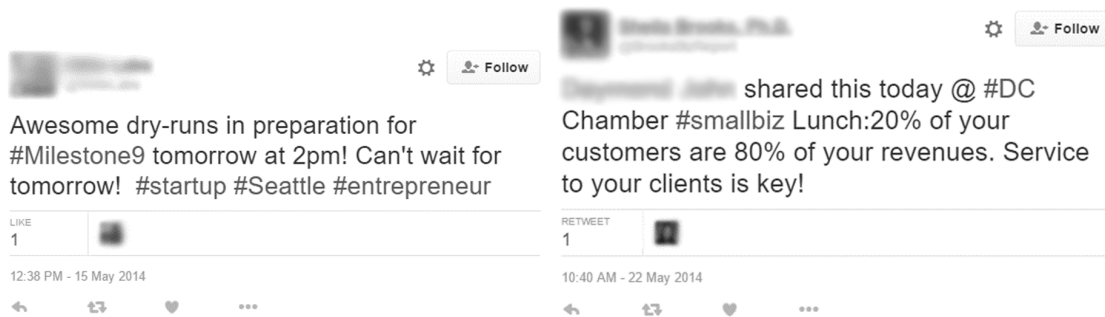 Follow
Awesome dry-runs in preparation for
#Milestone9 tomorrow at 2pm! Can't wait for
tomorrow!  #startup #Seattle #entrepreneur
LIKE
1
12:38 PM - 15 May 2014
Follow
shared this today @ #DC
Chamber #smallbiz Lunch:20% of your
customers are 80% of your revenues. Service
to your clients is key!
RETWEET
1
10:40 AM - 22 May 2014